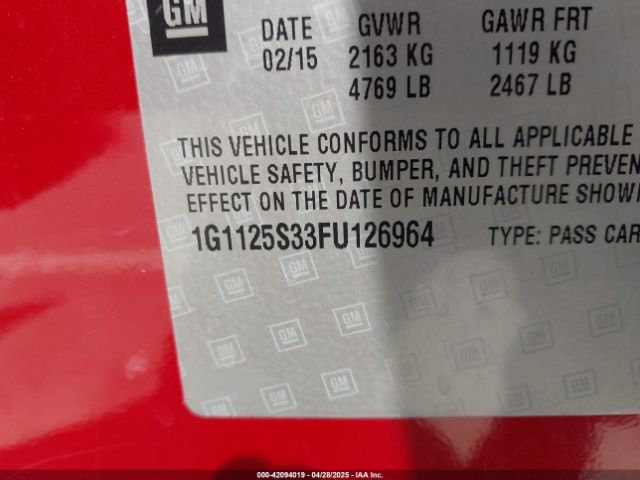 GM
DATE GVWR GAWR FRT
02/15 2163 KG 1119 KG
4769 LB 2467 LB
THIS VEHICLE CONFORMS TO ALL APPLICABLE
VEHICLE SAFETY, BUMPER, AND THEFT PREVEN
EFFECT ON THE DATE OF MANUFACTURE SHOW
1G1125S33FU126964 TYPE: PASS CAR
000-42094019 - 04/28/2025 - IAA Inc.